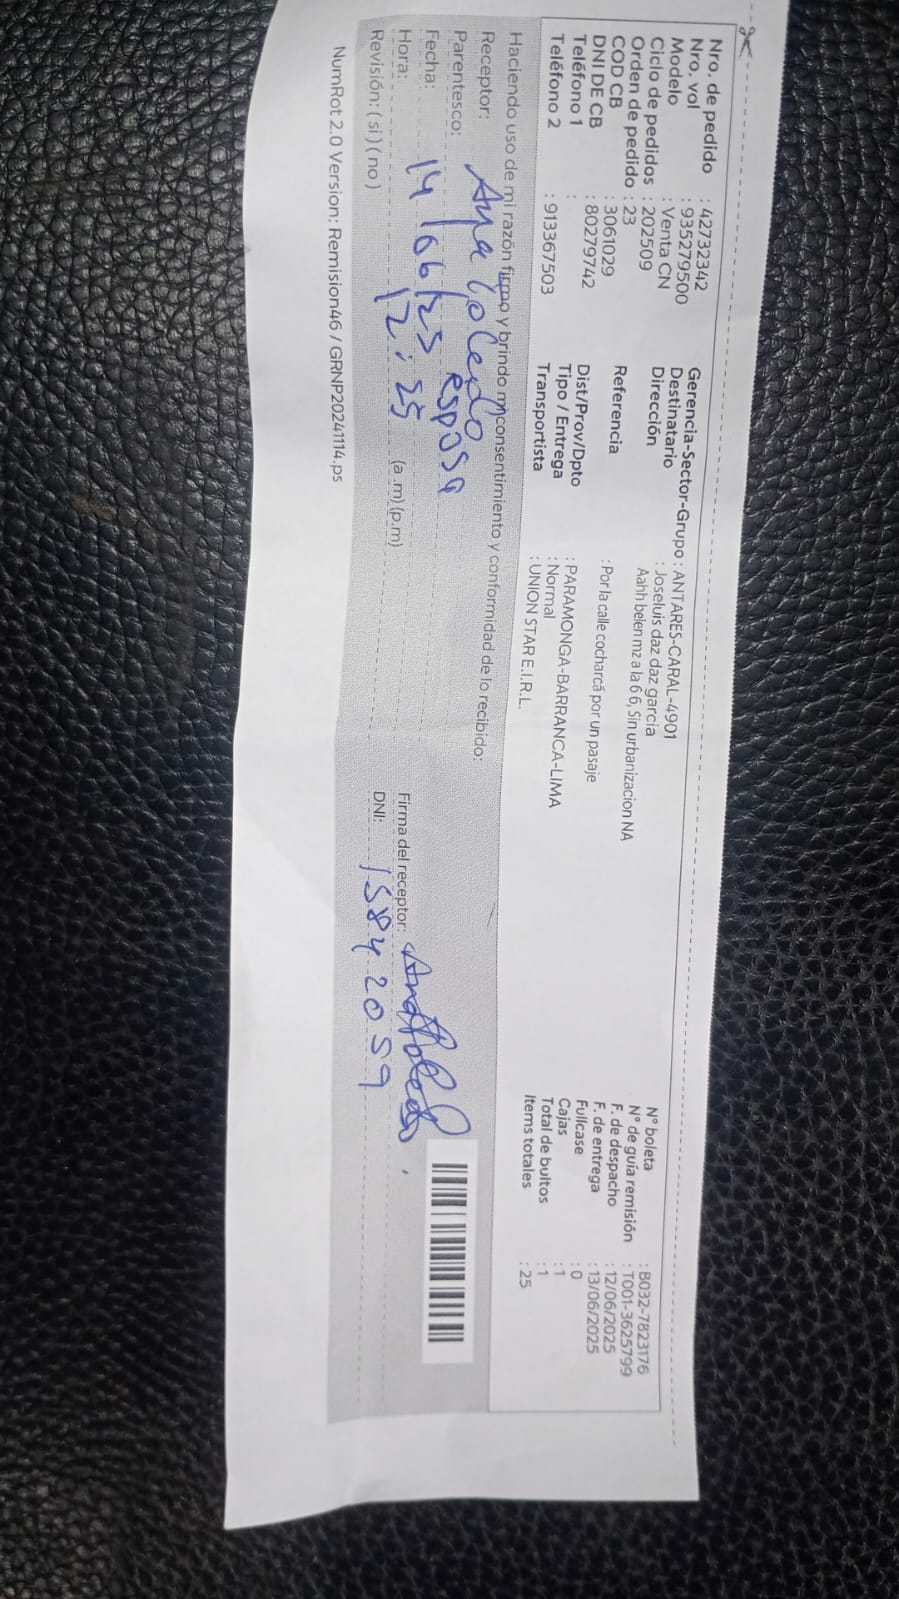 Nro. de pedido : 42732342
Nro. vol : 935279500
Modelo : Venta CN
Ciclo de pedidos : 202509
Orden de pedido : 23
COD CB : 3061029
DNI DE CB : 80279742
Teléfono 1 :
Teléfono 2 : 913367503
Gerencia-Sector-Grupo : ANTARES-CARAL-4901
Destinatario : Joseluis daz daz garcia
Dirección Aahh belen mz a la 6 6, Sin urbanizacion NA
Referencia : Por la calle cocharcá por un pasaje
Dist/Prov/Dpto : PARAMONGA-BARRANCA-LIMA
Tipo / Entrega : Normal
Transportista : UNION STAR E.I.R.L.
N° boleta : B032-7823176
N° de guia remisión : T001-3625799
F. de despacho : 12/06/2025
F. de entrega : 13/06/2025
Fullcase : 0
Cajas : 1
Total de bultos : 1
Items totales : 25
Haciendo uso de mi razón firmo y brindo mi consentimiento y conformidad de lo recibido:
Receptor: Ana Toledo
Parentesco: esposa
Fecha: 14/06/25
Hora: 12:25 (a .m) (p.m)
Revisión: ( si ) ( no )
Firma del receptor: Ana Toledo
DNI: 15842059
NumRot 2.0 Version: Remision46 / GRNP20241114.ps